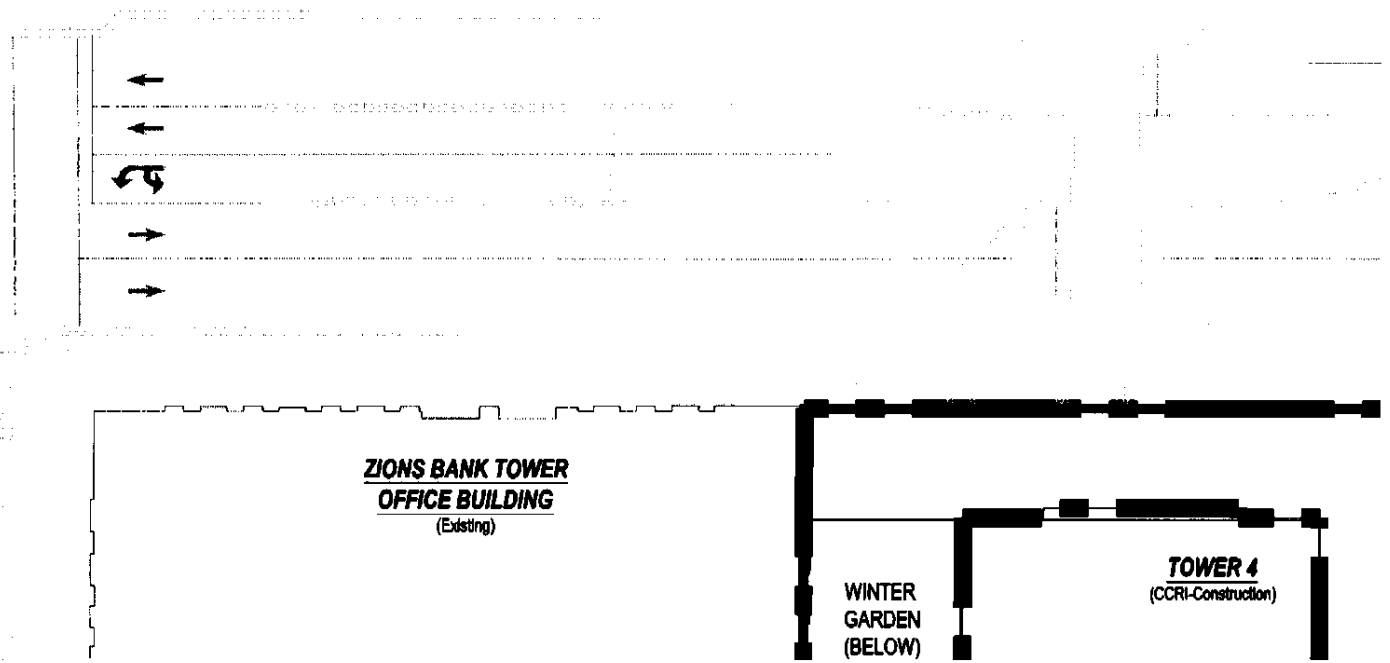 ZIONS BANK TOWER
OFFICE BUILDING
(Existing)
TOWER 4
(CCRI-Construction)
WINTER
GARDEN
(BELOW)